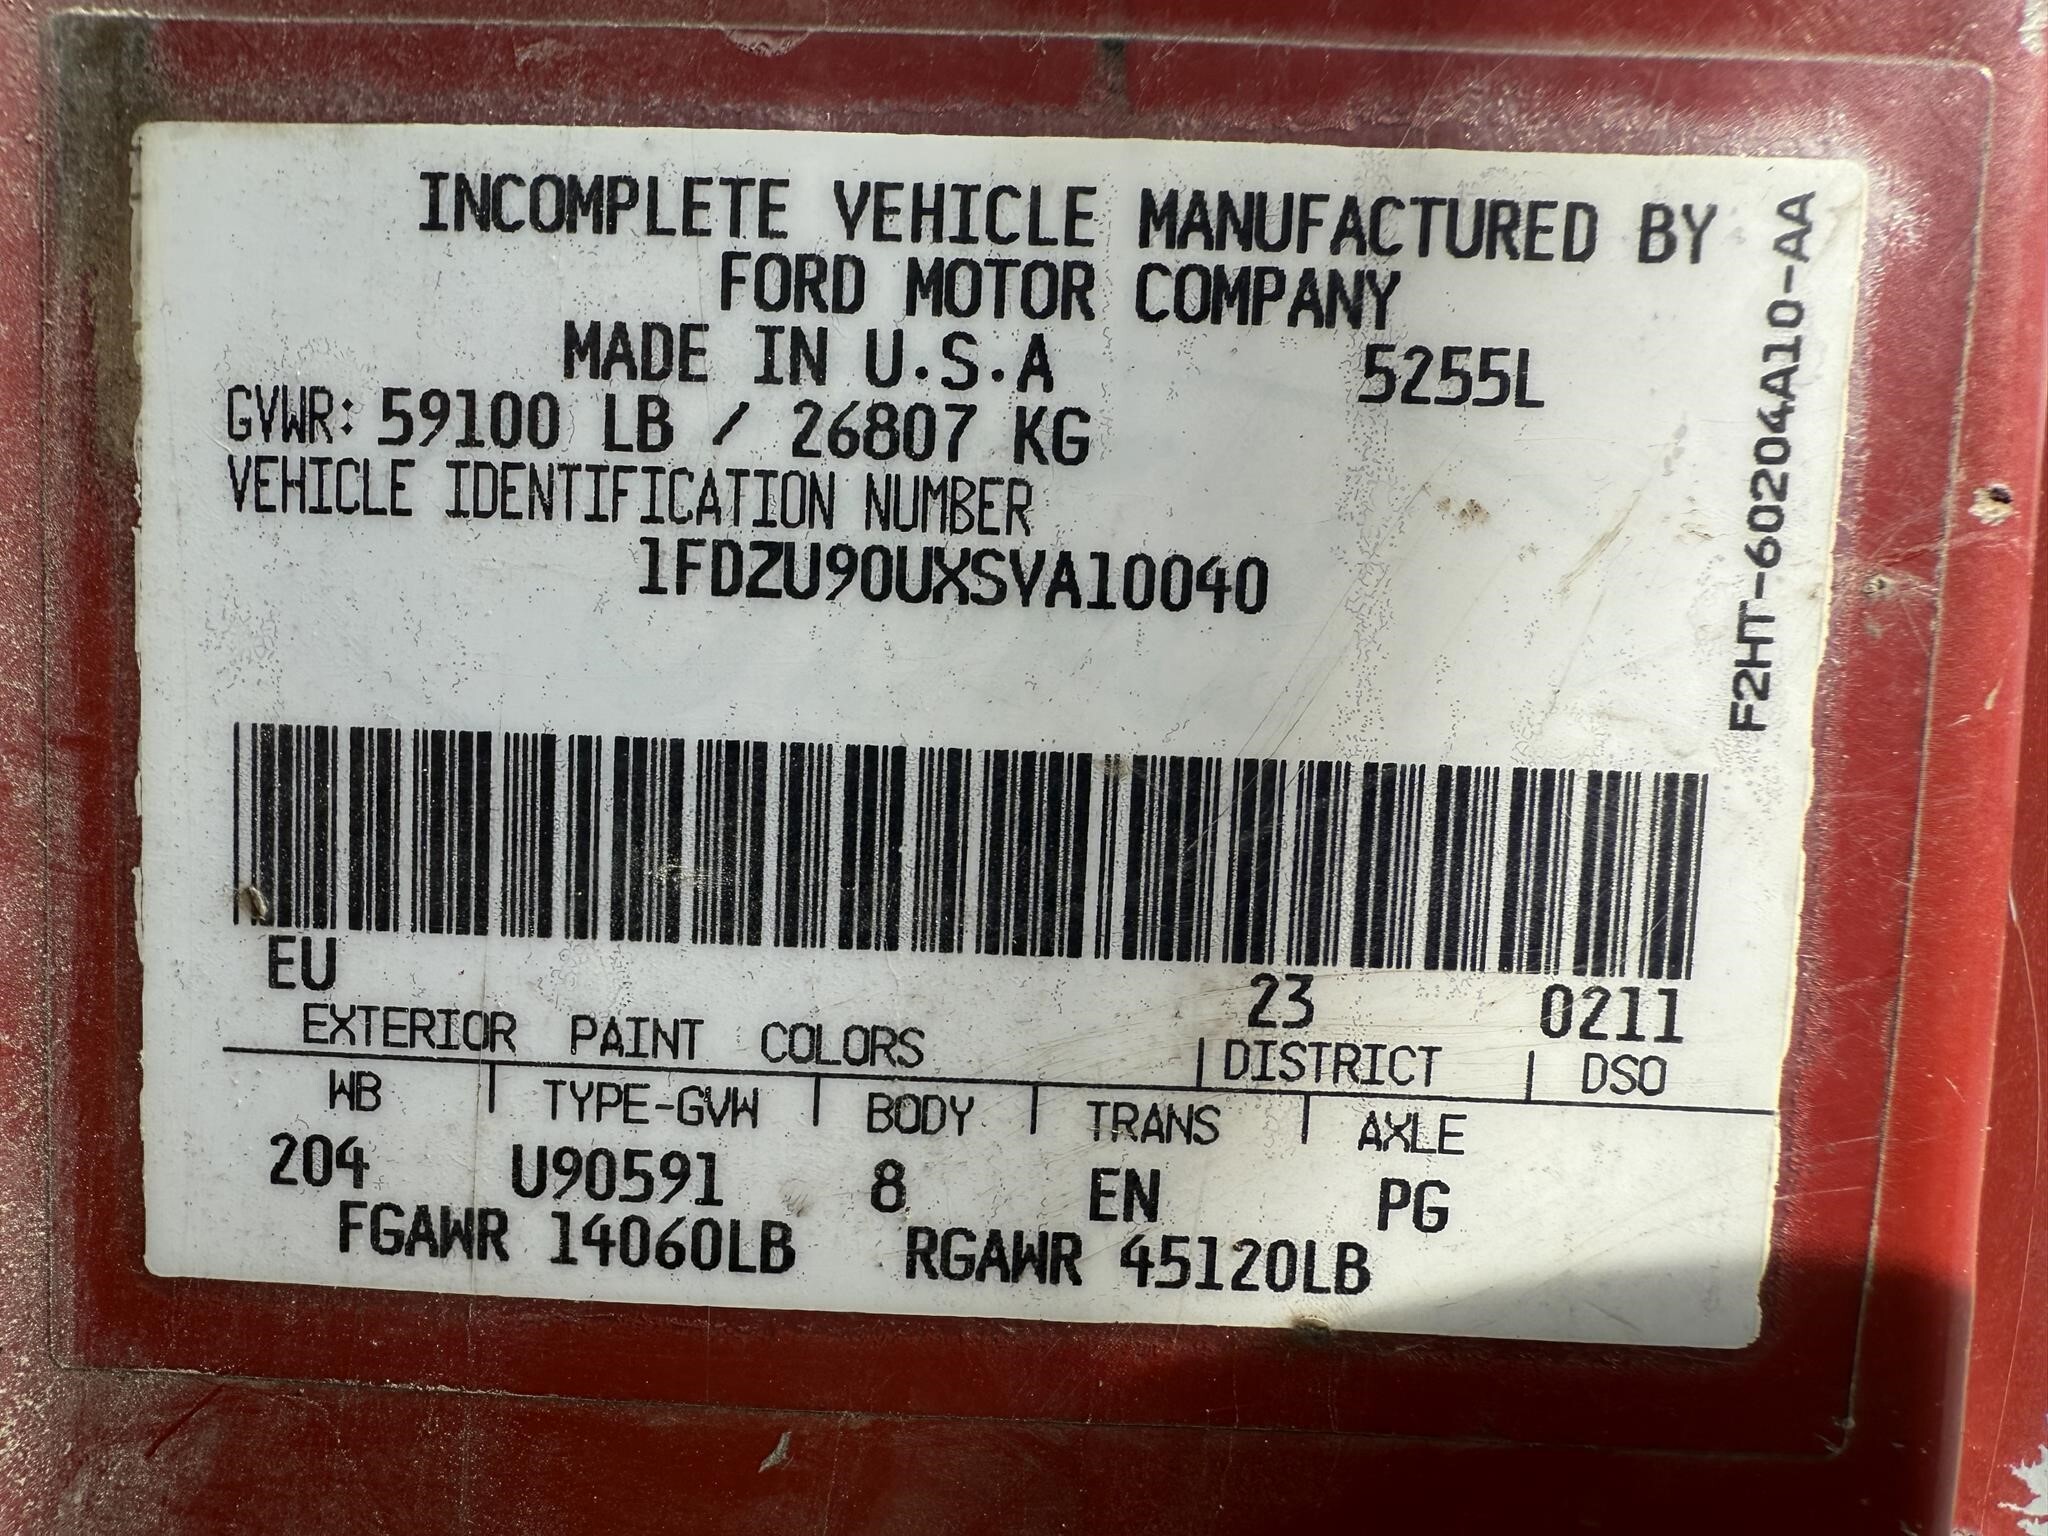 INCOMPLETE VEHICLE MANUFACTURED BY
FORD MOTOR COMPANY
MADE IN U.S.A 5255L
GVWR: 59100 LB / 26807 KG
VEHICLE IDENTIFICATION NUMBER
1FDZU90UXSVA10040
F2HT-60204A10-AA
EU 23 0211
EXTERIOR PAINT COLORS | DISTRICT | DSO
WB | TYPE-GVW | BODY | TRANS | AXLE
204 U90591 8 EN PG
FGAWR 14060LB RGAWR 45120LB